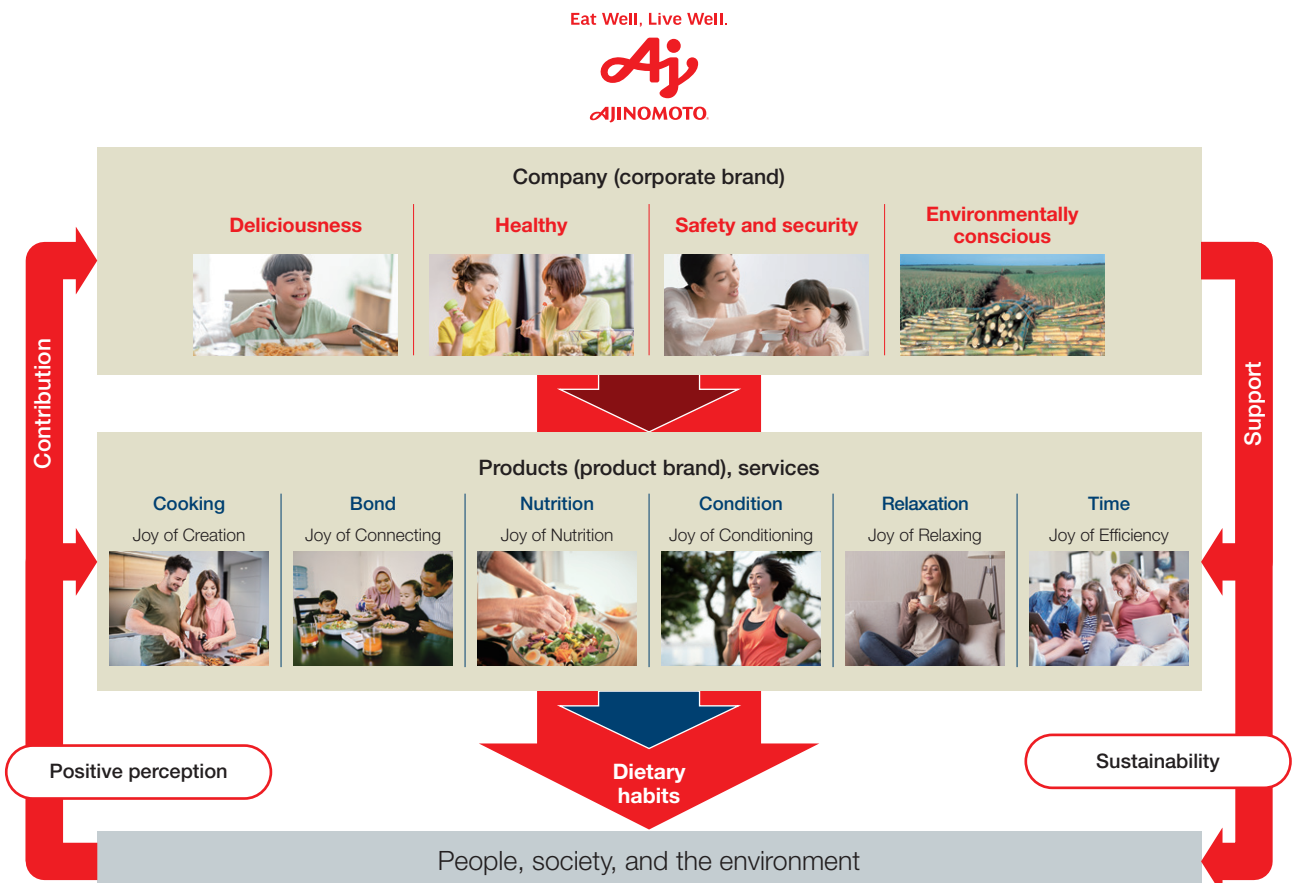 Eat Well, Live Well.
Aj
AJINOMOTO
Company (corporate brand)
Deliciousness
Healthy
Safety and security
Environmentally
conscious
Contribution
Support
Products (product brand), services
Cooking
Joy of Creation
Bond
Joy of Connecting
Nutrition
Joy of Nutrition
Condition
Joy of Conditioning
Relaxation
Joy of Relaxing
Time
Joy of Efficiency
Positive perception
Dietary
habits
Sustainability
People, society, and the environment